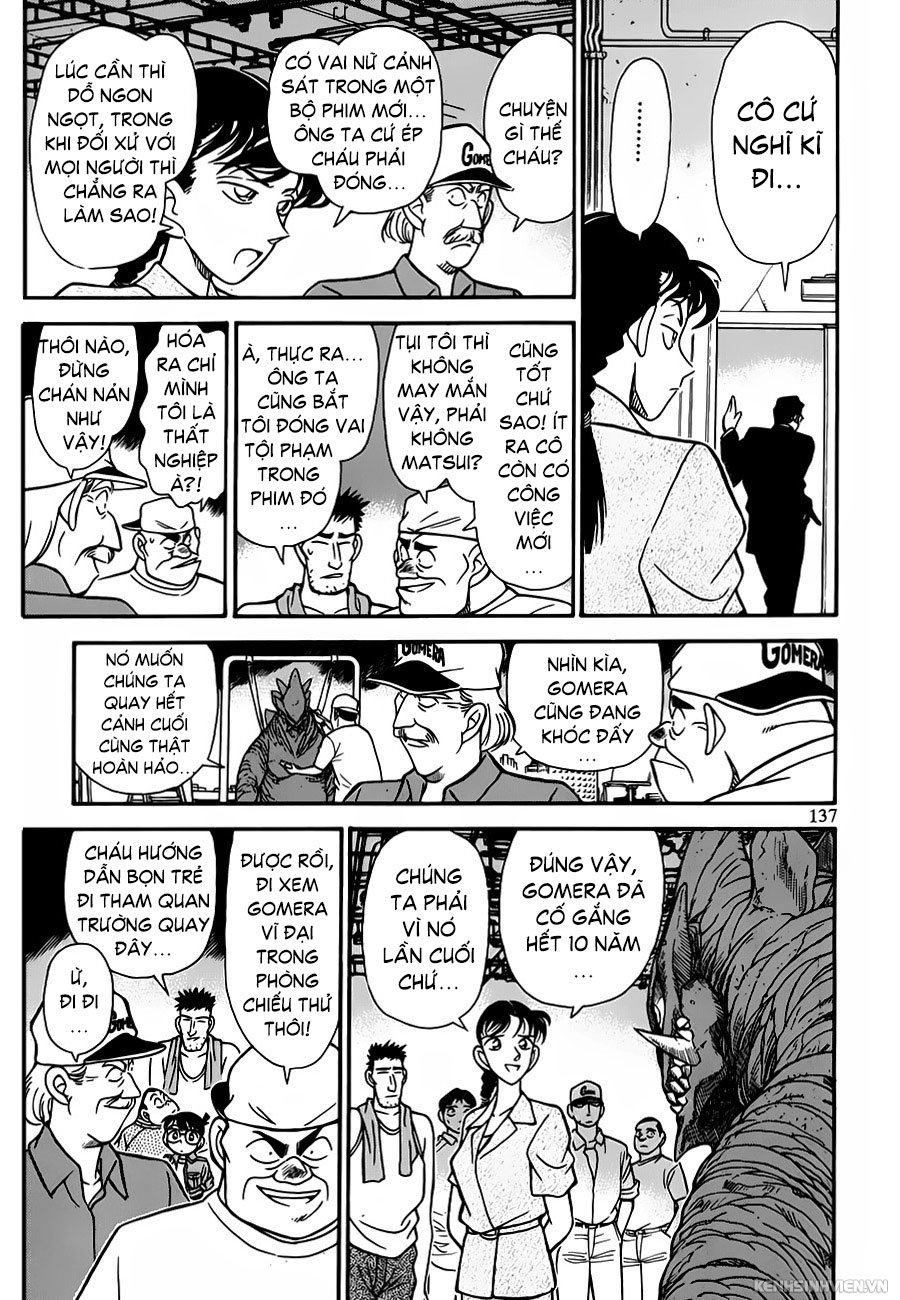 CÔ CỨ
NGHĨ KĨ
ĐI...
..........
CHUYỆN
GÌ THẾ
CHÁU?
CÓ VAI NỮ CẢNH
SÁT TRONG MỘT
BỘ PHIM MỚI...
ÔNG TA CỨ ÉP
CHÁU PHẢI
ĐÓNG...
GOMERA
LÚC CẦN THÌ
DỖ NGON
NGỌT, TRONG
KHI ĐỐI XỬ VỚI
MỌI NGƯỜI THÌ
CHẲNG RA
LÀM SAO!
CŨNG
TỐT
CHỨ
SAO! ÍT
RA CÔ
CÒN CÓ
CÔNG
VIỆC
MỚI
...
TỤI TÔI THÌ
KHÔNG
MAY MẮN
VẬY, PHẢI
KHÔNG
MATSUI?
À, THỰC RA...
ÔNG TA
CŨNG BẮT
TÔI ĐÓNG VAI
TỘI PHẠM
TRONG
PHIM ĐÓ
...
HÓA
RA CHỈ
MÌNH
TÔI LÀ
THẤT
NGHIỆP
À?!
THÔI NÀO,
ĐỪNG
CHÁN NẢN
NHƯ
VẬY!
GOMERA
NHÌN KÌA,
GOMERA
CŨNG ĐANG
KHÓC ĐẤY
...
GOMERA
NÓ MUỐN
CHÚNG TA
QUAY HẾT
CẢNH CUỐI
CÙNG THẬT
HOÀN HẢO...
137
ĐÚNG VẬY,
GOMERA ĐÃ
CỐ GẮNG
HẾT 10 NĂM
...
CHÚNG
TA PHẢI
VÌ NÓ
LẦN CUỐI
CHỨ...
ĐƯỢC RỒI,
ĐI XEM
GOMERA
VĨ ĐẠI
TRONG
PHÒNG
CHIẾU THỬ
THÔI!
CHÁU HƯỚNG
DẪN BỌN TRẺ
ĐI THAM QUAN
TRƯỜNG QUAY
ĐÂY...
Ừ,
ĐI ĐI
...
GOMERA
KENHSINHVIEN.VN